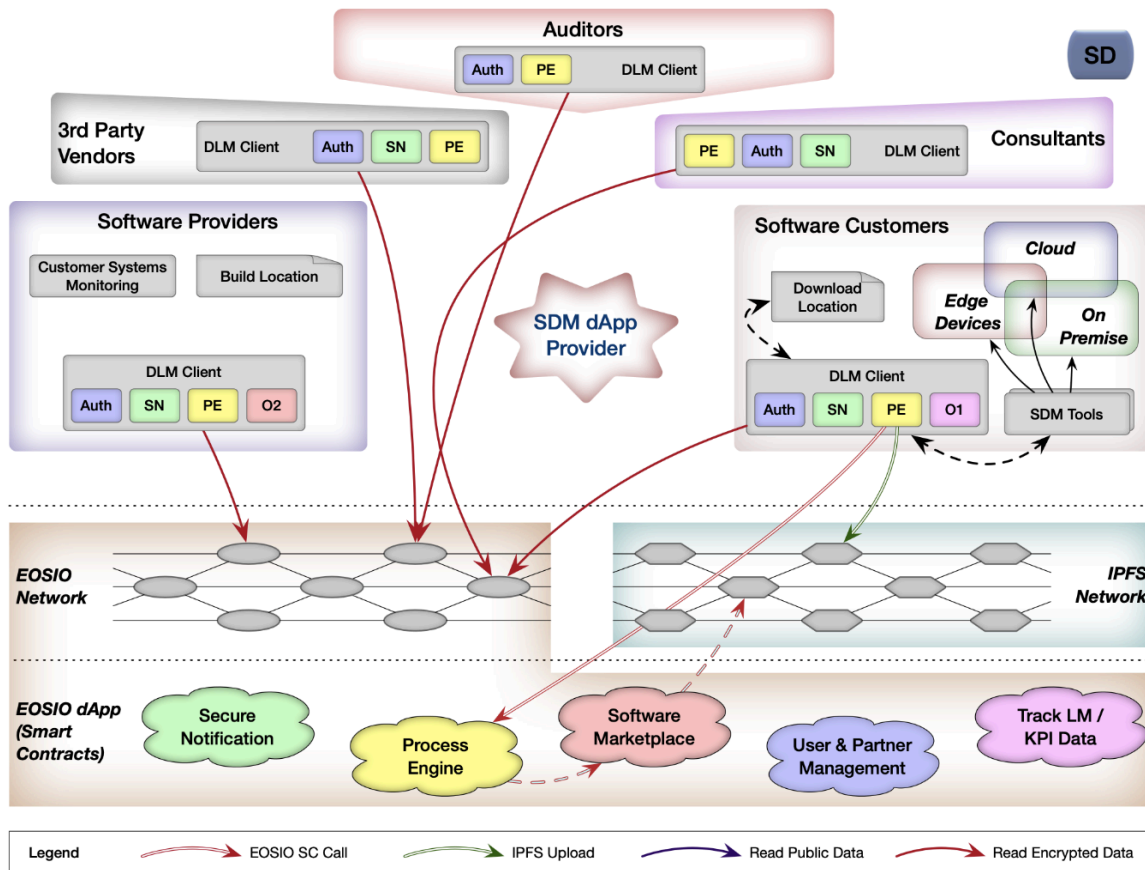 Auditors
SD
Auth
PE
DLM Client
3rd Party
Vendors
DLM Client
Auth
SN
PE
PE
Auth
SN
DLM Client
Consultants
Software Providers
Customer Systems
Monitoring
Build Location
DLM Client
Auth
SN
PE
O2
SDM dApp
Provider
Software Customers
Cloud
Download
Location
Edge
Devices
On
Premise
DLM Client
Auth
SN
PE
O1
SDM Tools
EOSIO
Network
IPFS
Network
EOSIO dApp
(Smart
Contracts)
Secure
Notification
Process
Engine
Software
Marketplace
User & Partner
Management
Track LM /
KPI Data
Legend
EOSIO SC Call
IPFS Upload
Read Public Data
Read Encrypted Data